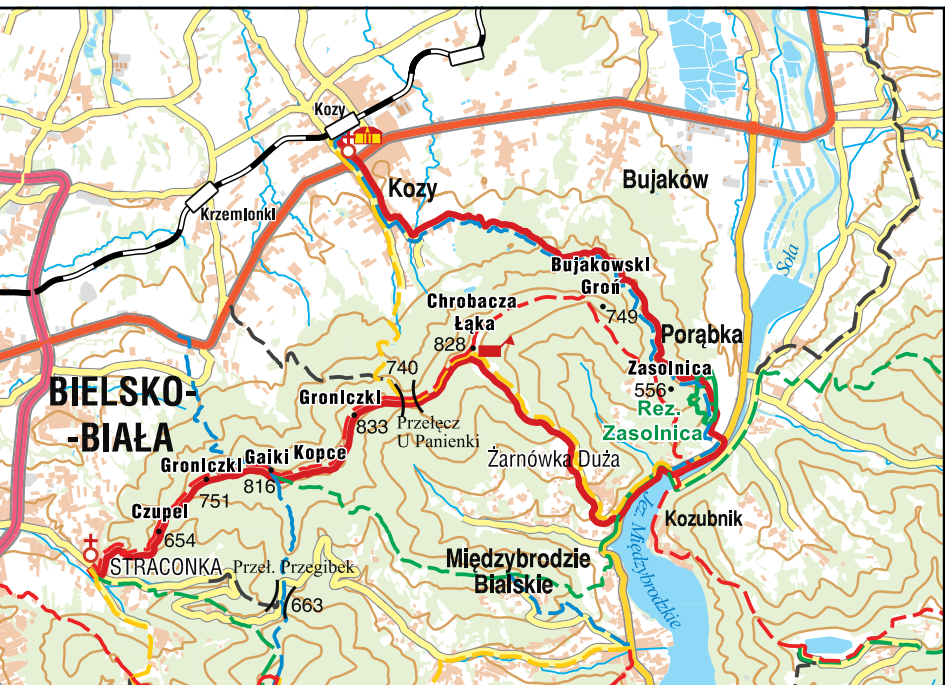 Kozy
Krzemionki
Kozy
Bujaków
Soła
Bujakowski
Groń
749
Chrobacza
Łąka
828
Porąbka
Zasolnica
556
Rez.
Zasolnica
740
BIELSKO-
-BIAŁA
Groniczki
833
Przełęcz
U Panienki
Groniczki
751
Gaiki
816
Kopce
Żarnówka Duża
Czupel
654
Jez. Międzybrodzkie
Kozubnik
STRACONKA
Przeł. Przegibek
663
Międzybrodzie
Bialskie